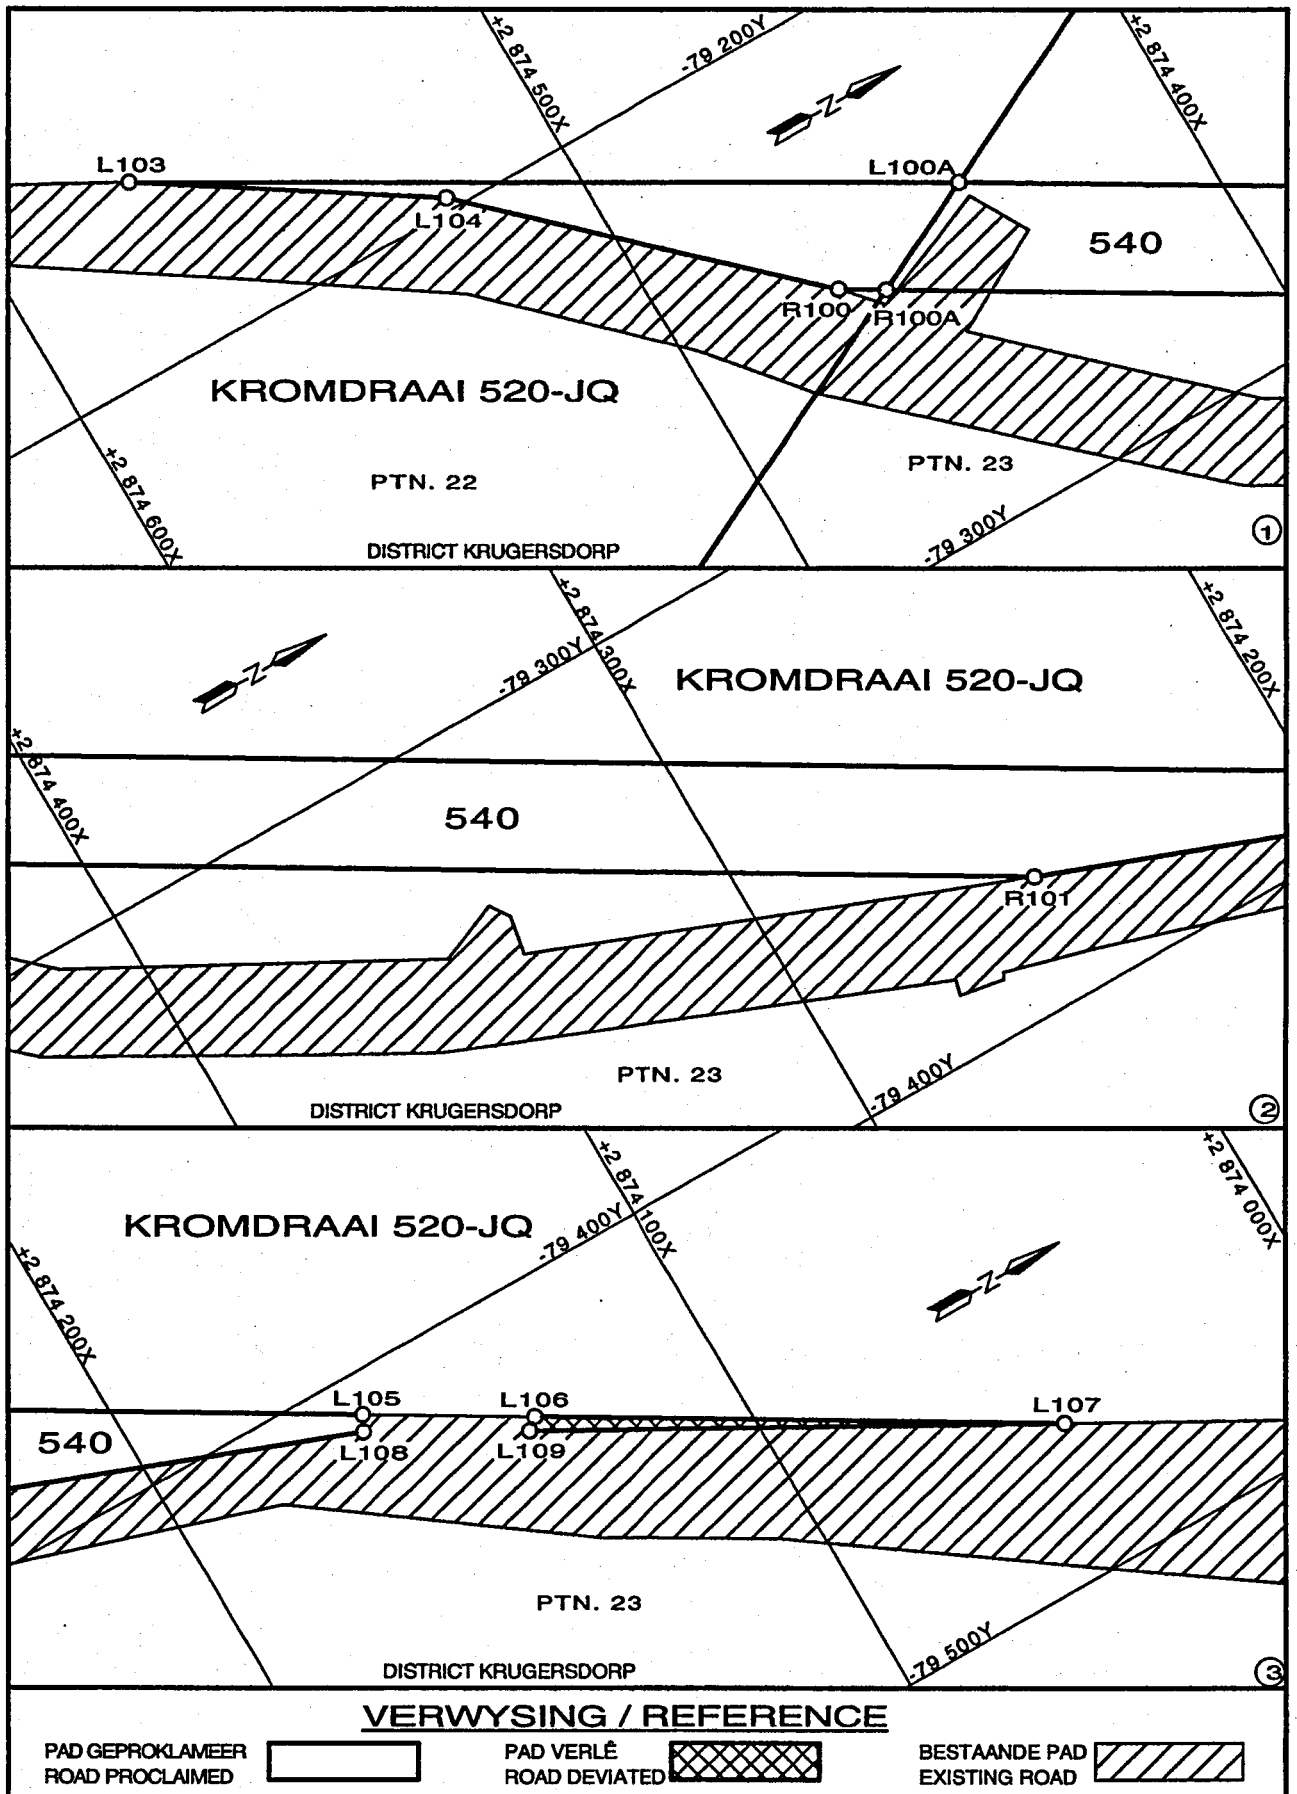 +2 874 500X
-79 200Y
+2 874 400X
N
L103
L104
L100A
540
R100
R100A
KROMDRAAI 520-JQ
+2 874 600X
PTN. 22
PTN. 23
-79 300Y
DISTRICT KRUGERSDORP
1
+2 874 300X
-79 300Y
+2 874 200X
N
KROMDRAAI 520-JQ
+2 874 400X
540
R101
PTN. 23
-79 400Y
DISTRICT KRUGERSDORP
2
+2 874 100X
+2 874 000X
KROMDRAAI 520-JQ
-79 400Y
N
+2 874 200X
L105
L106
L107
540
L108
L109
PTN. 23
-79 500Y
DISTRICT KRUGERSDORP
3
VERWYSING / REFERENCE
PAD GEPROKLAMEER
ROAD PROCLAIMED
PAD VERLÊ
ROAD DEVIATED
BESTAANDE PAD
EXISTING ROAD